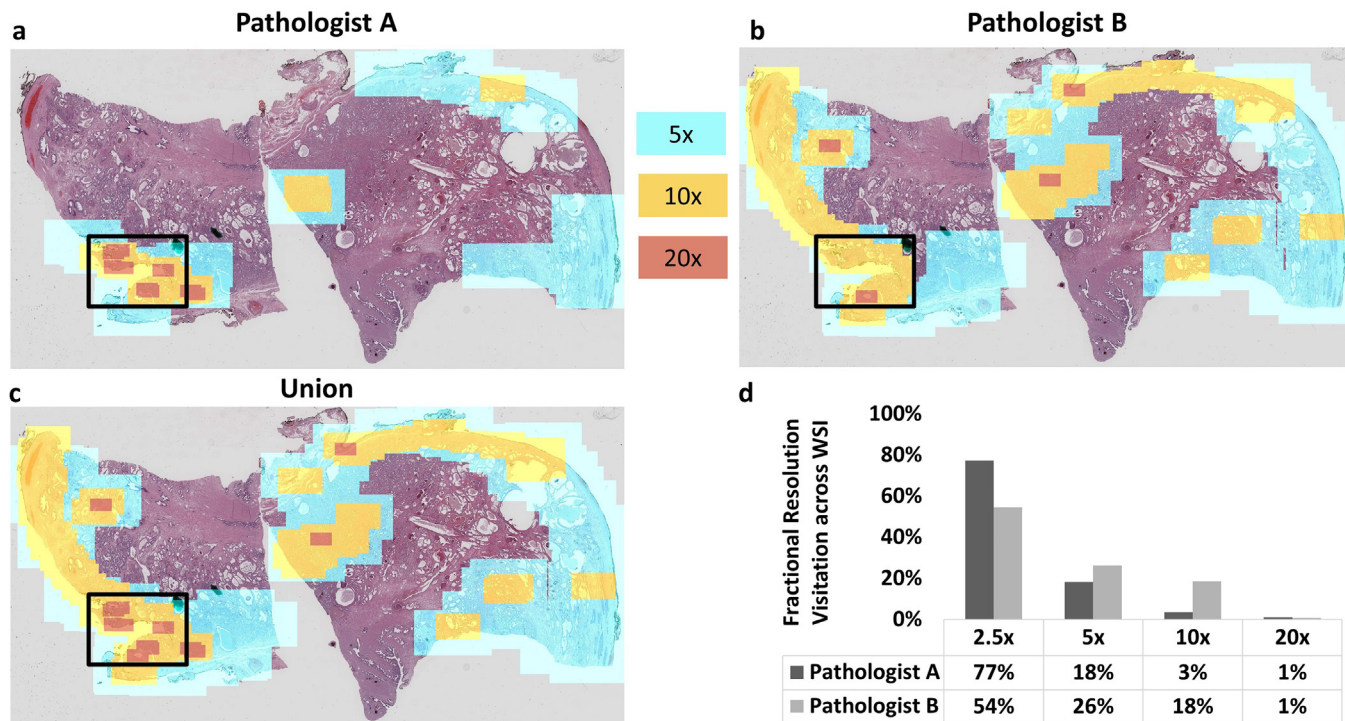 a
Pathologist A
b
Pathologist B
5x
10x
20x
c
Union
d
Fractional Resolution
Visitation across WSI
100%
80%
60%
40%
20%
0%
2.5x 5x 10x 20x
Pathologist A 77% 18% 3% 1%
Pathologist B 54% 26% 18% 1%